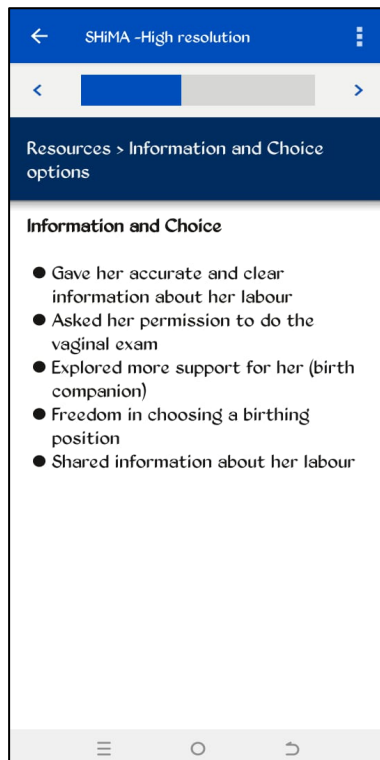 SHiMA -High resolution
Resources > Information and Choice
options
Information and Choice
● Gave her accurate and clear
information about her labour
● Asked her permission to do the
vaginal exam
● Explored more support for her (birth
companion)
● Freedom in choosing a birthing
position
● Shared information about her labour